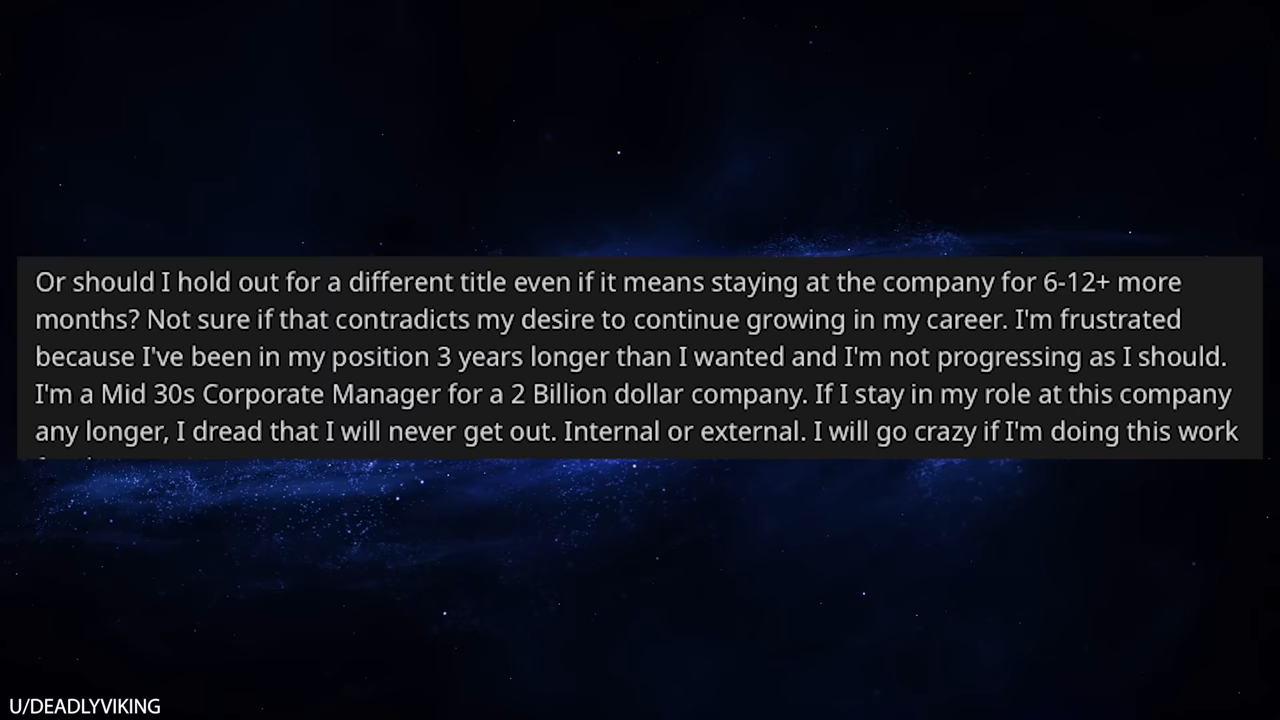 Or should I hold out for a different title even if it means staying at the company for 6-12+ more
months? Not sure if that contradicts my desire to continue growing in my career. I'm frustrated
because I've been in my position 3 years longer than I wanted and I'm not progressing as I should.
I'm a Mid 30s Corporate Manager for a 2 Billion dollar company. If I stay in my role at this company
any longer, I dread that I will never get out. Internal or external. I will go crazy if I'm doing this work
U/DEADLYVIKING